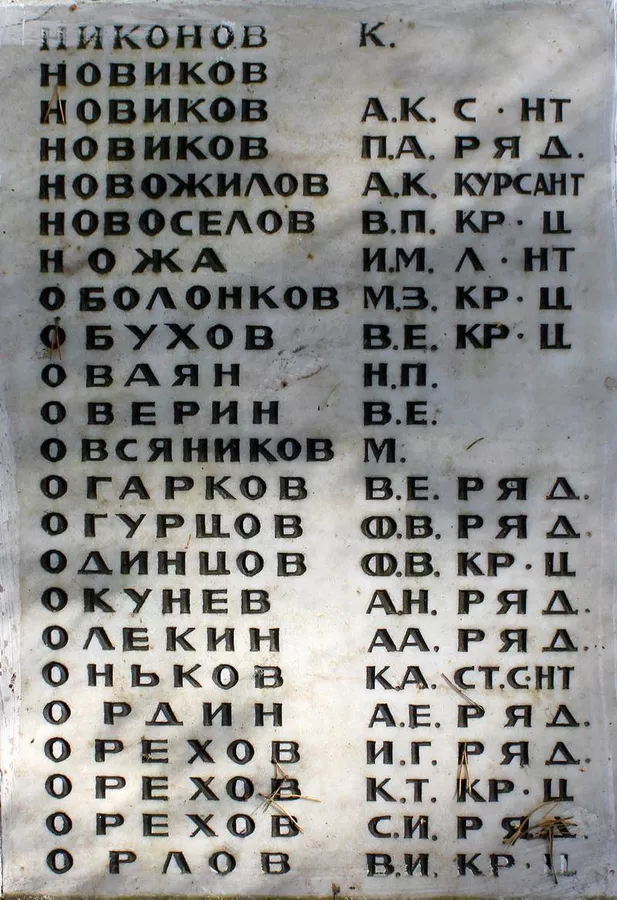 НИКОНОВ К.
НОВИКОВ
НОВИКОВ А.К. С·НТ
НОВИКОВ П.А. РЯД.
НОВОЖИЛОВ А.К. КУРСАНТ
НОВОСЕЛОВ В.П. КР·Ц
НОЖА И.М. Л·НТ
ОБОЛОНКОВ М.З. КР·Ц
ОБУХОВ В.Е. КР·Ц
ОВАЯН Н.П.
ОВЕРИН В.Е.
ОВСЯНИКОВ М.
ОГАРКОВ В.Е. РЯД.
ОГУРЦОВ Ф.В. РЯД.
ОДИНЦОВ Ф.В. КР·Ц
ОКУНЕВ А.Н. РЯД.
ОЛЕКИН А.А. РЯД.
ОНЬКОВ К.А. СТ.С·НТ
ОРДИН А.Е. РЯД.
ОРЕХОВ И.Г. РЯД.
ОРЕХОВ К.Т. КР·Ц
ОРЕХОВ С.И. РЯД.
ОРЛОВ В.И. КР·Ц